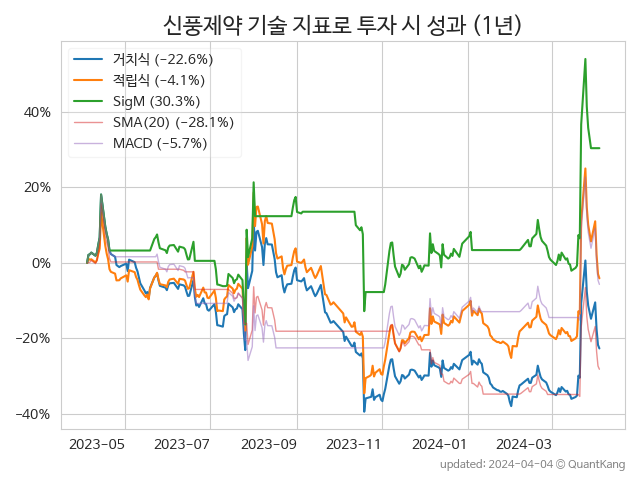 신풍제약 기술 지표로 투자 시 성과 (1년)
거치식 (−22.6%)
적립식 (−4.1%)
SigM (30.3%)
SMA(20) (−28.1%)
MACD (−5.7%)
40%
20%
0%
−20%
−40%
2023−05
2023−07
2023−09
2023−11
2024−01
2024−03
updated: 2024−04−04 © QuantKang